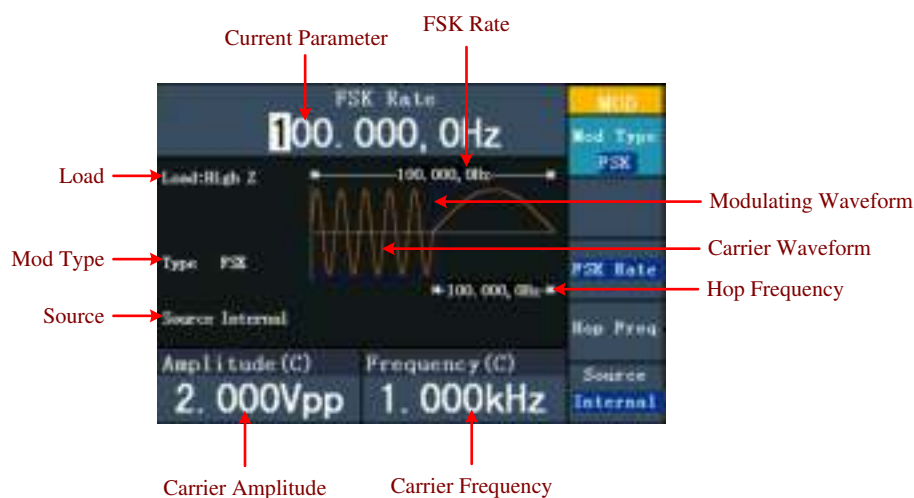 FSK Rate
Current Parameter
FSK Rate
100.000,0Hz
MOD
Mod Type
FSK
Load
Load:High Z
100.000,0Hz
Modulating Waveform
Carrier Waveform
Mod Type
Type FSK
FSK Rate
100.000,0Hz
Hop Frequency
Source
Source Internal
Hop Freq
Amplitude(C)
Frequency(C)
Source
2.000Vpp
1.000kHz
Internal
Carrier Amplitude
Carrier Frequency